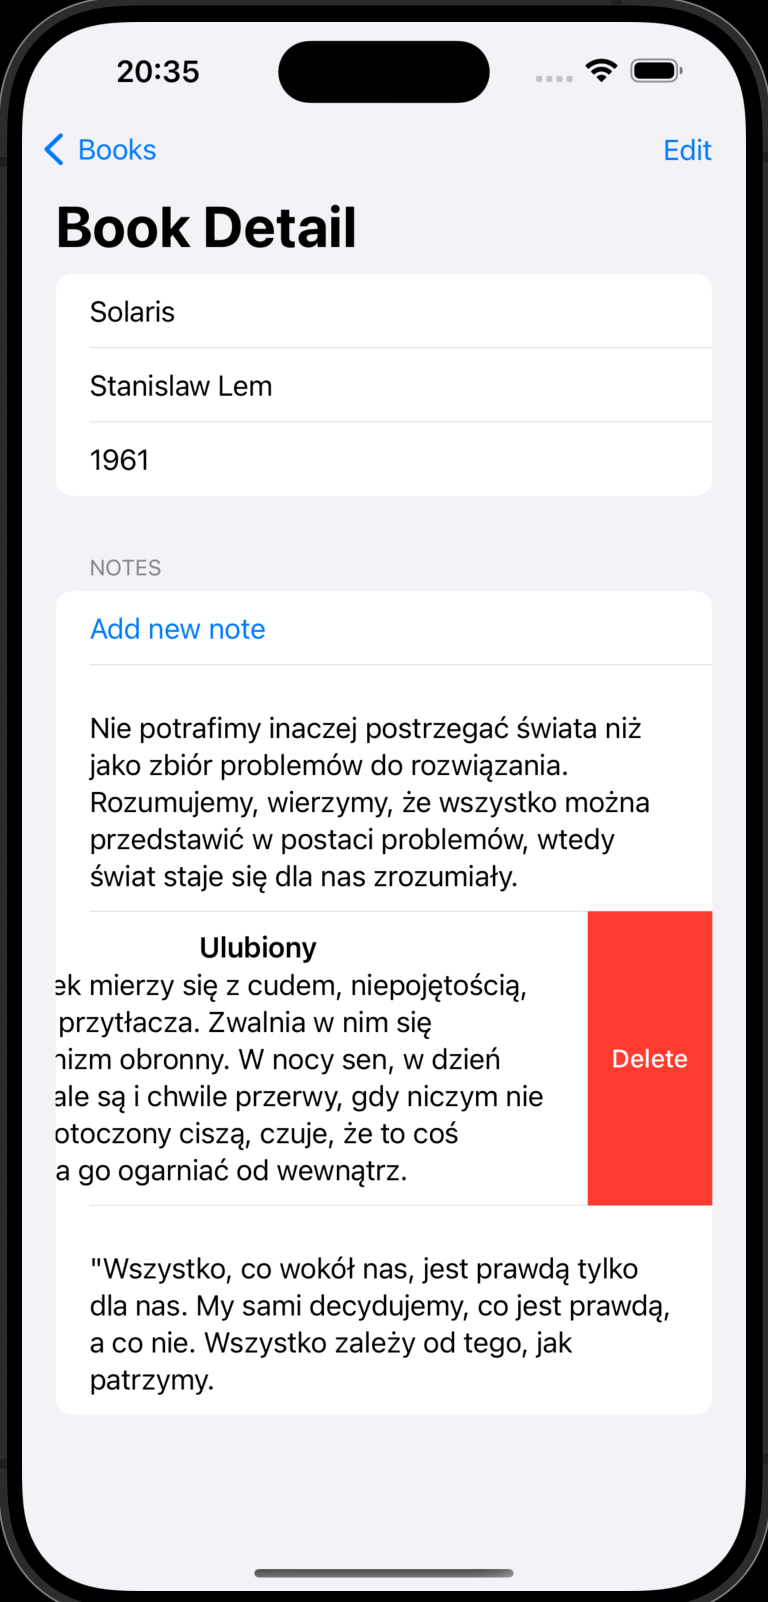 20:35
Books
Edit
Book Detail
Solaris
Stanislaw Lem
1961
NOTES
Add new note
Nie potrafimy inaczej postrzegać świata niż
jako zbiór problemów do rozwiązania.
Rozumujemy, wierzymy, że wszystko można
przedstawić w postaci problemów, wtedy
świat staje się dla nas zrozumiały.
Ulubiony
ek mierzy się z cudem, niepojętością,
przytłacza. Zwalnia w nim się
nizm obronny. W nocy sen, w dzień
ale są i chwile przerwy, gdy niczym nie
otoczony ciszą, czuje, że to coś
a go ogarniać od wewnątrz.
Delete
"Wszystko, co wokół nas, jest prawdą tylko
dla nas. My sami decydujemy, co jest prawdą,
a co nie. Wszystko zależy od tego, jak
patrzymy.